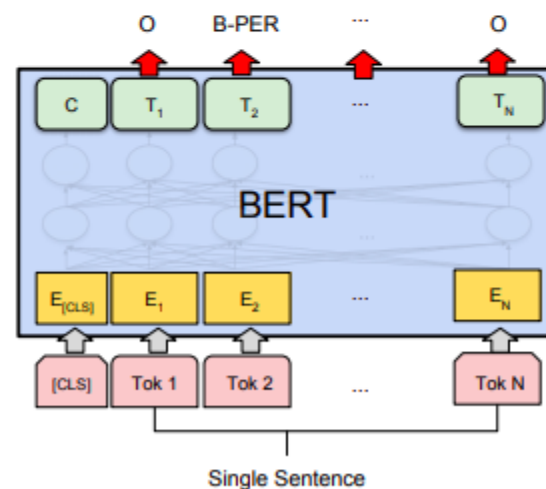 O B-PER ... O
C T1 T2 ... TN
...
BERT
...
E[CLS] E1 E2 ... EN
[CLS] Tok 1 Tok 2 ... Tok N
Single Sentence